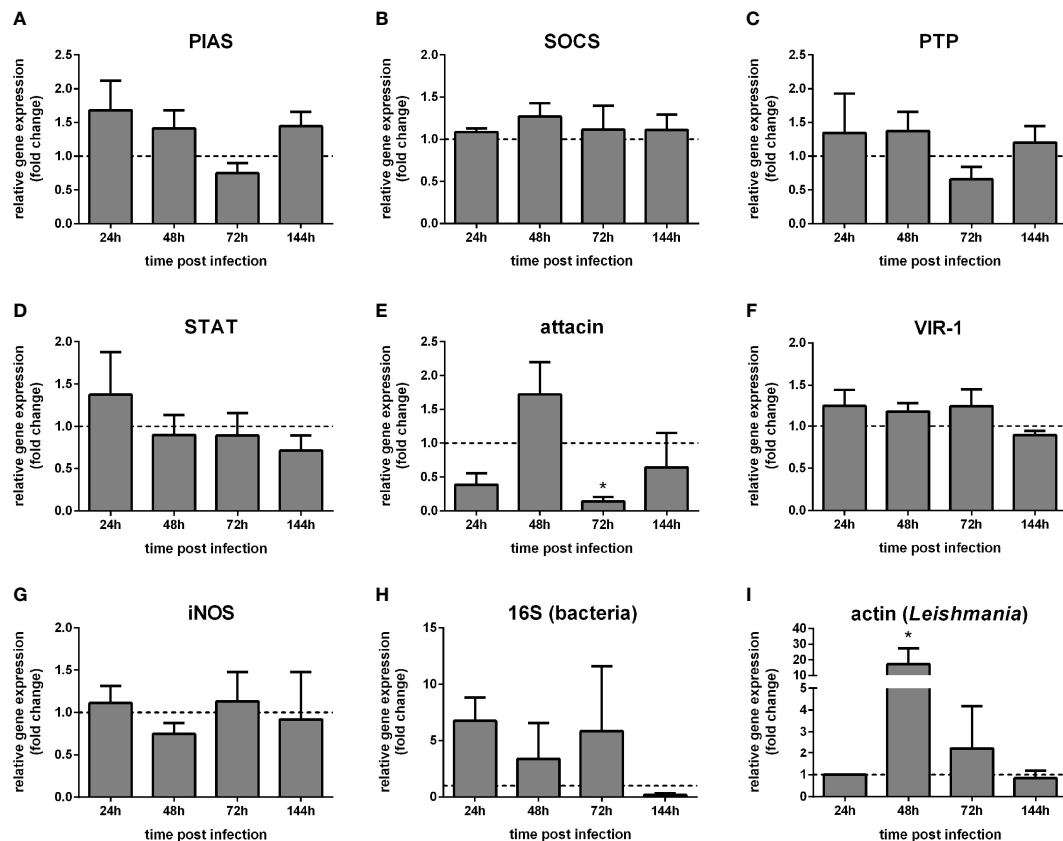 A
PIAS
relative gene expression
(fold change)
2.5
2.0
1.5
1.0
0.5
0.0
24h 48h 72h 144h
time post infection
B
SOCS
relative gene expression
(fold change)
2.0
1.5
1.0
0.5
0.0
24h 48h 72h 144h
time post infection
C
PTP
relative gene expression
(fold change)
2.5
2.0
1.5
1.0
0.5
0.0
24h 48h 72h 144h
time post infection
D
STAT
relative gene expression
(fold change)
2.0
1.5
1.0
0.5
0.0
24h 48h 72h 144h
time post infection
E
attacin
relative gene expression
(fold change)
2.5
2.0
1.5
1.0
0.5
0.0
*
24h 48h 72h 144h
time post infection
F
VIR-1
relative gene expression
(fold change)
2.0
1.5
1.0
0.5
0.0
24h 48h 72h 144h
time post infection
G
iNOS
relative gene expression
(fold change)
2.0
1.5
1.0
0.5
0.0
24h 48h 72h 144h
time post infection
H
16S (bacteria)
relative gene expression
(fold change)
15
10
5
0
24h 48h 72h 144h
time post infection
I
actin (Leishmania)
relative gene expression
(fold change)
40
30
20
10
5
4
3
2
1
0
*
24h 48h 72h 144h
time post infection